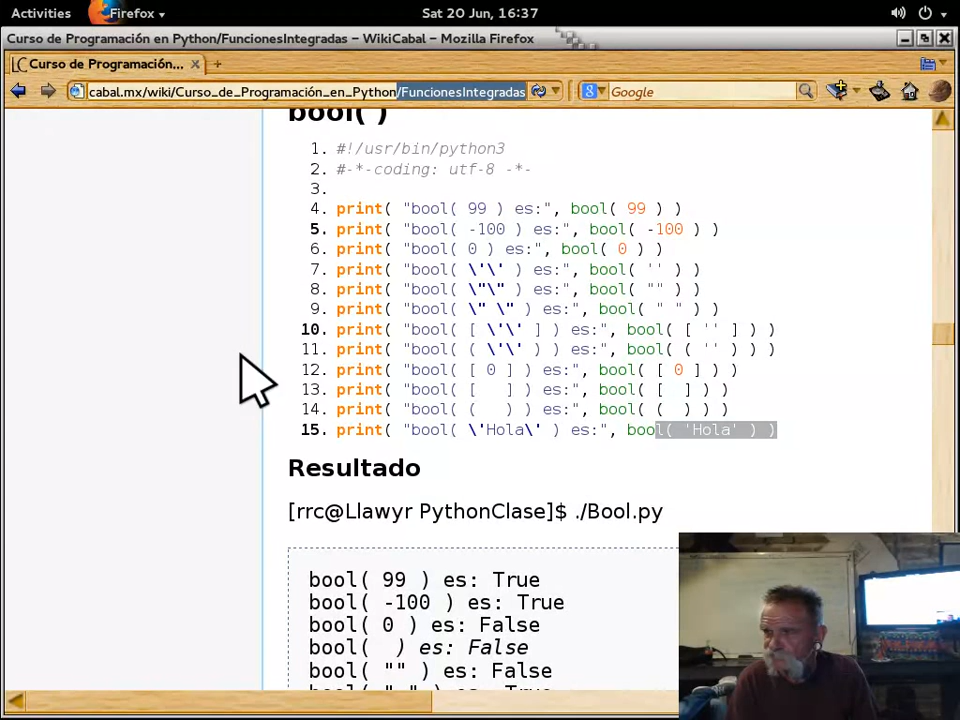 Activities Firefox Sat 20 Jun, 16:37
Curso de Programación en Python/FuncionesIntegradas – WikiCabal – Mozilla Firefox
Curso de Programación...
cabal.mx/wiki/Curso_de_Programación_en_Python/FuncionesIntegradas Google
bool( )
1. #!/usr/bin/python3
2. #-*-coding: utf-8 -*-
3.
4. print( "bool( 99 ) es:", bool( 99 ) )
5. print( "bool( -100 ) es:", bool( -100 ) )
6. print( "bool( 0 ) es:", bool( 0 ) )
7. print( "bool( \'\' ) es:", bool( '' ) )
8. print( "bool( \"\" ) es:", bool( "" ) )
9. print( "bool( \" \" ) es:", bool( " " ) )
10. print( "bool( [ \'\' ] ) es:", bool( [ '' ] ) )
11. print( "bool( ( \'\' ) ) es:", bool( ( '' ) ) )
12. print( "bool( [ 0 ] ) es:", bool( [ 0 ] ) )
13. print( "bool( [   ] ) es:", bool( [  ] ) )
14. print( "bool( (   ) ) es:", bool( (  ) ) )
15. print( "bool( \'Hola\' ) es:", bool( 'Hola' ) )
Resultado
[rrc@Llawyr PythonClase]$ ./Bool.py
bool( 99 ) es: True
bool( -100 ) es: True
bool( 0 ) es: False
bool(  ) es: False
bool( "" ) es: False